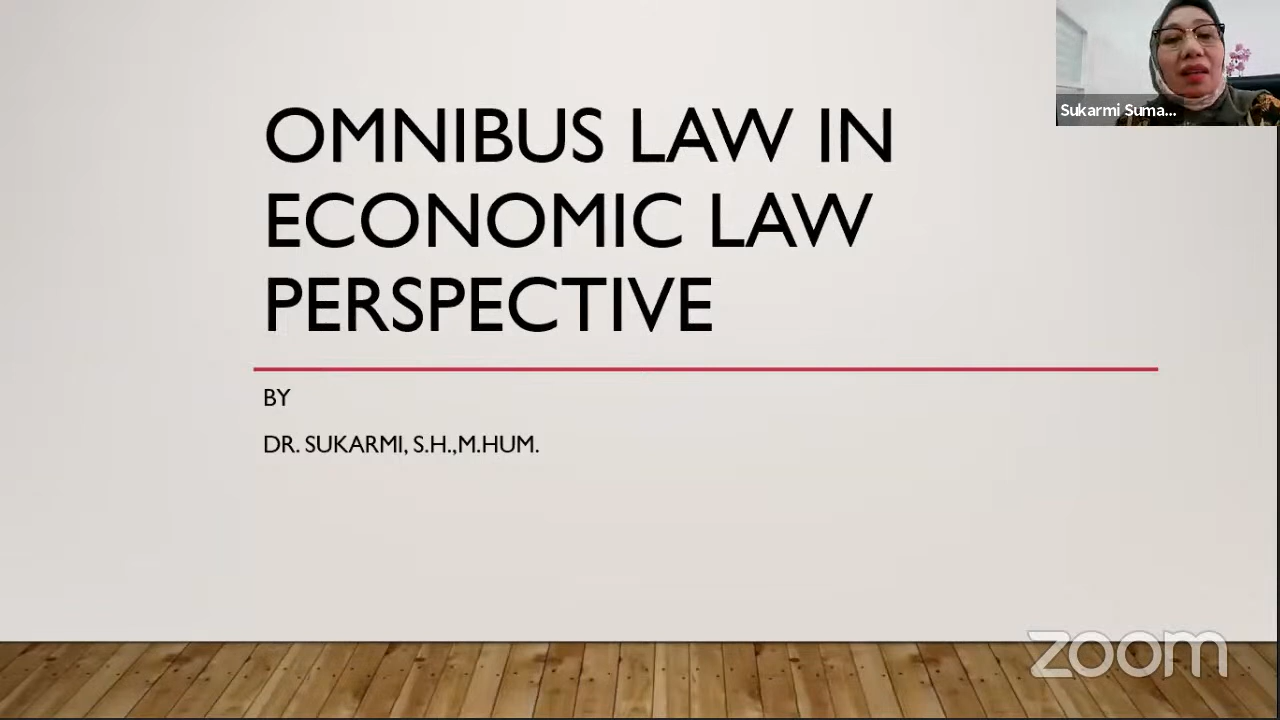 OMNIBUS LAW IN
ECONOMIC LAW
PERSPECTIVE
BY
DR. SUKARMI, S.H.,M.HUM.
Sukarmi Suma...
zoom